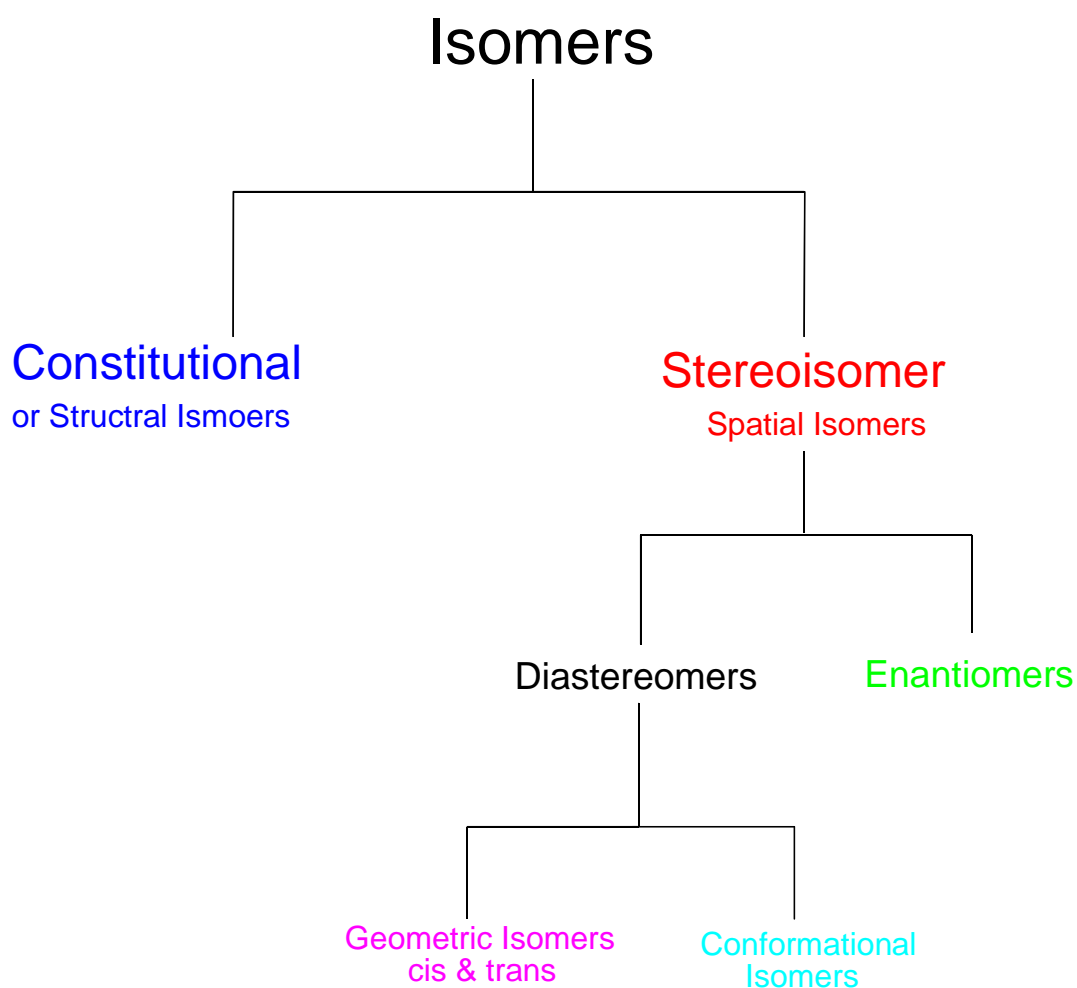 Isomers
Constitutional
or Structral Ismoers
Stereoisomer
Spatial Isomers
Diastereomers
Enantiomers
Geometric Isomers
cis & trans
Conformational
Isomers